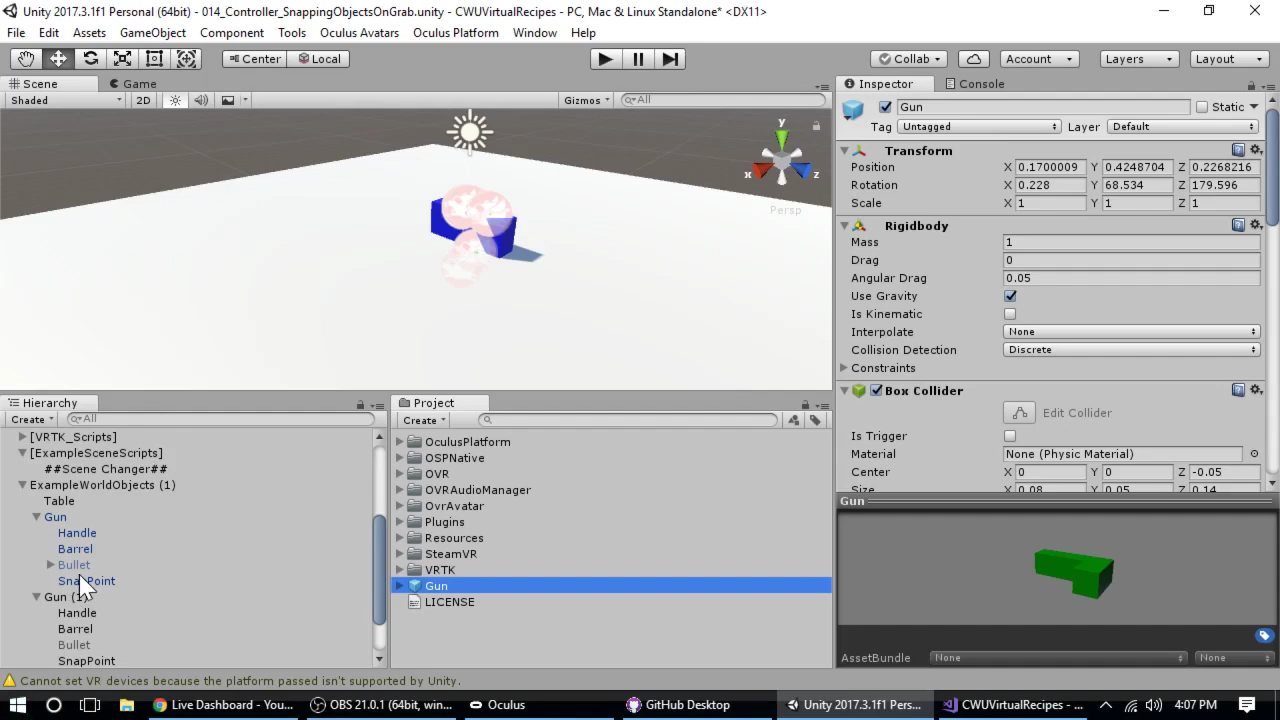 Unity 2017.3.1f1 Personal (64bit) - 014_Controller_SnappingObjectsOnGrab.unity - CWUVirtualRecipes - PC, Mac & Linux Standalone* <DX11>
File Edit Assets GameObject Component Tools Oculus Avatars Oculus Platform Window Help
Center Local Collab Account Layers Layout
Scene Game
Shaded 2D Gizmos All
y
x z
Persp
Inspector Console
Gun Static
Tag Untagged Layer Default
Transform
Position X 0.1700009 Y 0.4248704 Z 0.2268216
Rotation X 0.228 Y 68.534 Z 179.596
Scale X 1 Y 1 Z 1
Rigidbody
Mass 1
Drag 0
Angular Drag 0.05
Use Gravity
Is Kinematic
Interpolate None
Collision Detection Discrete
Constraints
Box Collider
Edit Collider
Is Trigger
Material None (Physic Material)
Center X 0 Y 0 Z -0.05
Size X 0.08 Y 0.05 Z 0.14
Hierarchy
Create All
[VRTK_Scripts]
[ExampleSceneScripts]
##Scene Changer##
ExampleWorldObjects (1)
Table
Gun
Handle
Barrel
Bullet
SnapPoint
Gun
Handle
Barrel
Bullet
SnapPoint
Project
Create
OculusPlatform
OSPNative
OVR
OVRAudioManager
OvrAvatar
Plugins
Resources
SteamVR
VRTK
Gun
LICENSE
Gun
AssetBundle None None
Cannot set VR devices because the platform passed isn't supported by Unity.
Live Dashboard - You... OBS 21.0.1 (64bit, win... Oculus GitHub Desktop Unity 2017.3.1f1 Pers... CWUVirtualRecipes - ... 4:07 PM